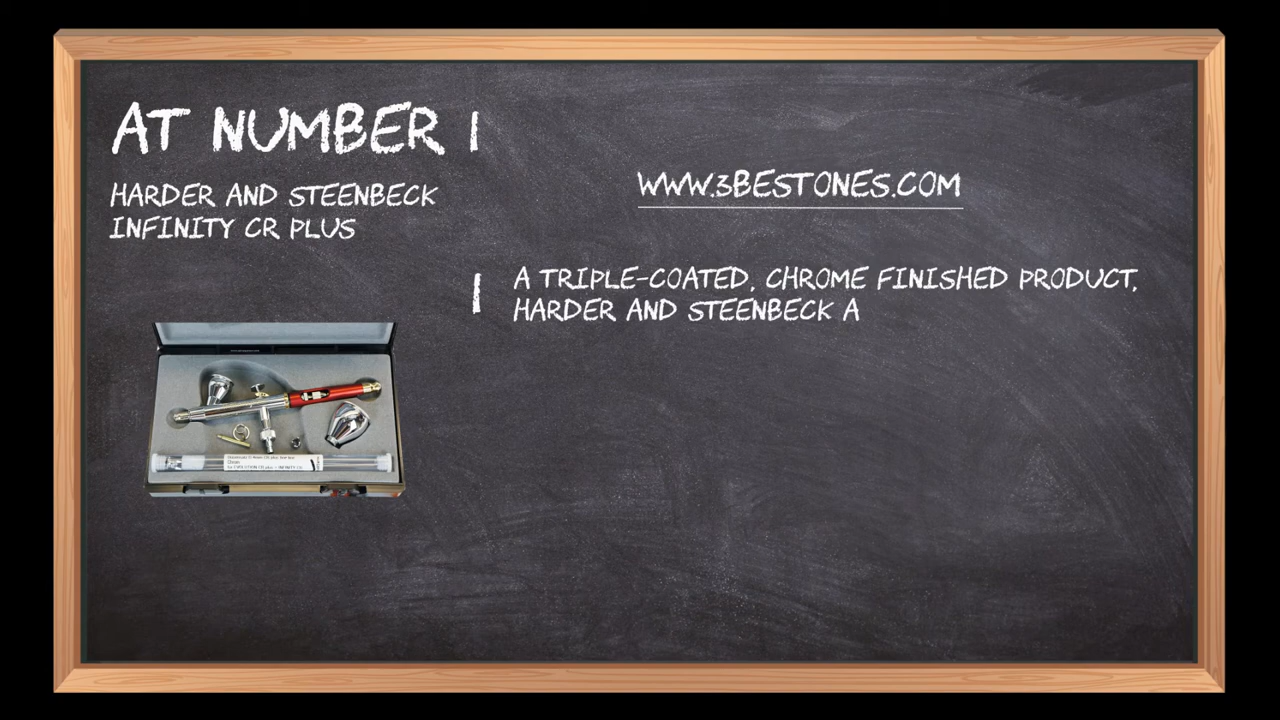 AT NUMBER 1
HARDER AND STEENBECK
INFINITY CR PLUS
WWW.3BESTONES.COM
1 A TRIPLE-COATED, CHROME FINISHED PRODUCT,
HARDER AND STEENBECK A